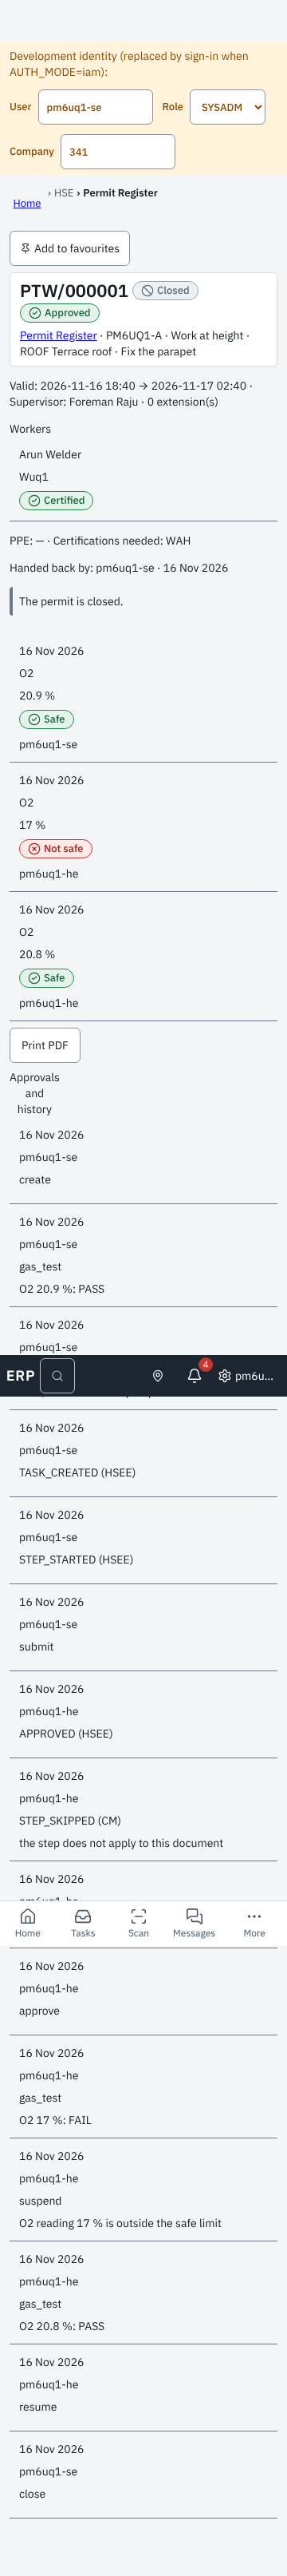 Development identity (replaced by sign-in when
AUTH_MODE=iam):
User pm6uq1-se Role SYSADM
Company 341
Home › HSE › Permit Register
Add to favourites
PTW/000001 Closed
Approved
Permit Register · PM6UQ1-A · Work at height ·
ROOF Terrace roof · Fix the parapet
Valid: 2026-11-16 18:40 → 2026-11-17 02:40 ·
Supervisor: Foreman Raju · 0 extension(s)
Workers
Arun Welder
Wuq1
Certified
PPE: — · Certifications needed: WAH
Handed back by: pm6uq1-se · 16 Nov 2026
The permit is closed.
16 Nov 2026
O2
20.9 %
Safe
pm6uq1-se
16 Nov 2026
O2
17 %
Not safe
pm6uq1-he
16 Nov 2026
O2
20.8 %
Safe
pm6uq1-he
Print PDF
Approvals
and
history
16 Nov 2026
pm6uq1-se
create
16 Nov 2026
pm6uq1-se
gas_test
O2 20.9 %: PASS
16 Nov 2026
pm6uq1-se
ERP 4 pm6u...
16 Nov 2026
pm6uq1-se
TASK_CREATED (HSEE)
16 Nov 2026
pm6uq1-se
STEP_STARTED (HSEE)
16 Nov 2026
pm6uq1-se
submit
16 Nov 2026
pm6uq1-he
APPROVED (HSEE)
16 Nov 2026
pm6uq1-he
STEP_SKIPPED (CM)
the step does not apply to this document
16 Nov 2026
Home Tasks Scan Messages More
16 Nov 2026
pm6uq1-he
approve
16 Nov 2026
pm6uq1-he
gas_test
O2 17 %: FAIL
16 Nov 2026
pm6uq1-he
suspend
O2 reading 17 % is outside the safe limit
16 Nov 2026
pm6uq1-he
gas_test
O2 20.8 %: PASS
16 Nov 2026
pm6uq1-he
resume
16 Nov 2026
pm6uq1-se
close